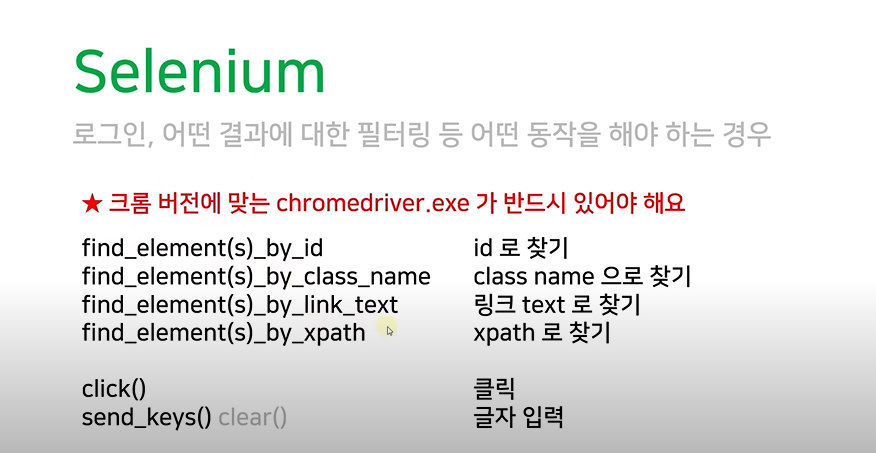 Selenium
로그인, 어떤 결과에 대한 필터링 등 어떤 동작을 해야 하는 경우
★ 크롬 버전에 맞는 chromedriver.exe 가 반드시 있어야 해요
find_element(s)_by_id id 로 찾기
find_element(s)_by_class_name class name 으로 찾기
find_element(s)_by_link_text 링크 text 로 찾기
find_element(s)_by_xpath xpath 로 찾기
click() 클릭
send_keys() clear() 글자 입력